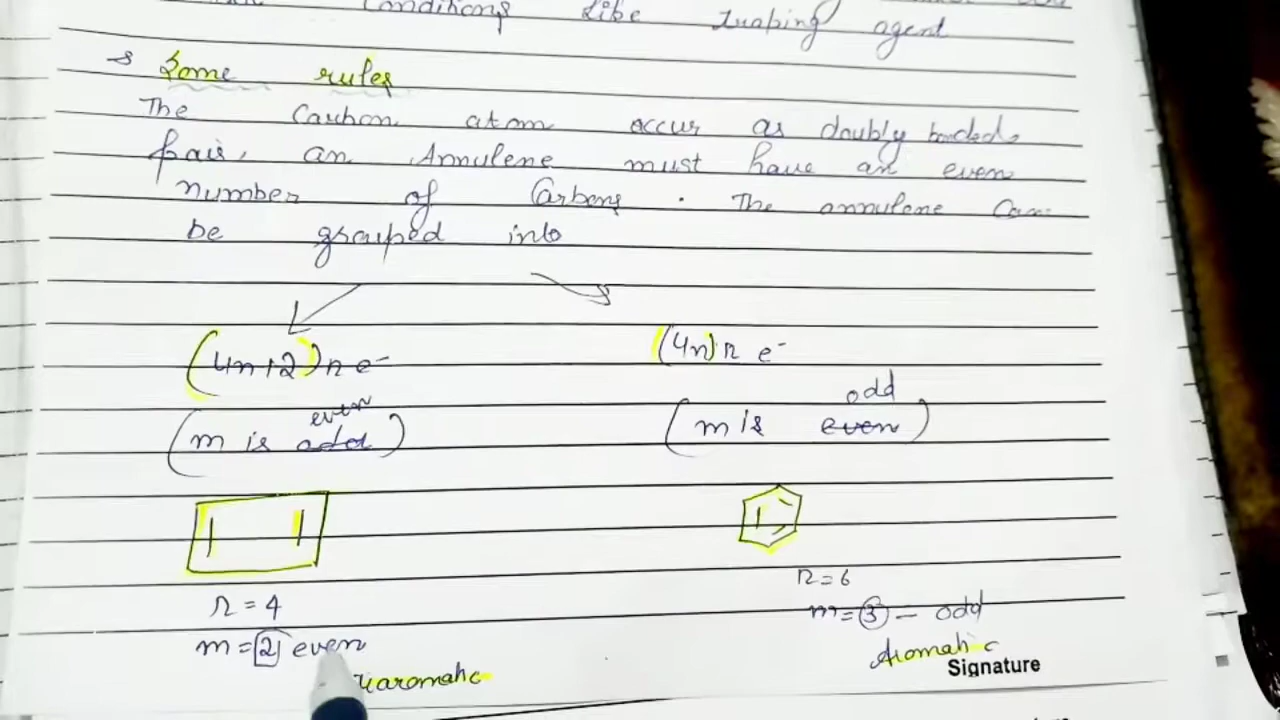 Conditions like trapping agent
Some rules
The Carbon atom occur as doubly bonded
pair, an Annulene must have an even
number of Carbons . The annulene Can
be grouped into
(4n+2) π e⁻ (4n) π e⁻
even odd
(m is odd) (m is even)
π = 4 π = 6
m = 2 even m = 3 — odd
Aromatic
Signature